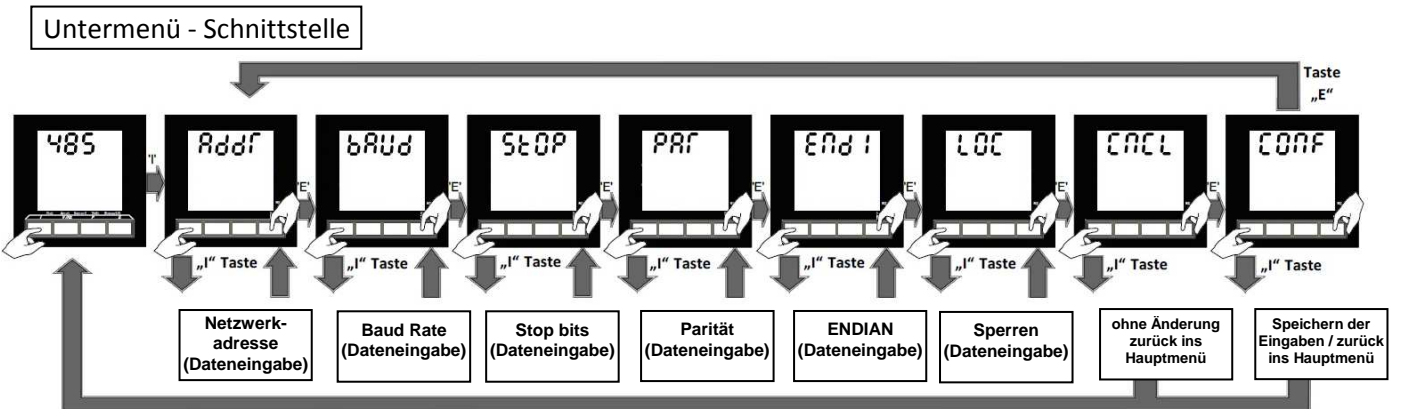 Untermenü - Schnittstelle
Taste
„E“
485
Addr
bAUd
StOP
PAr
ENd I
LOC
CNCL
CONF
'I'
'E'
'E'
'E'
'E'
'E'
'E'
'E'
„I“ Taste
„I“ Taste
„I“ Taste
„I“ Taste
„I“ Taste
„I“ Taste
„I“ Taste
„I“ Taste
Netzwerk-
adresse
(Dateneingabe)
Baud Rate
(Dateneingabe)
Stop bits
(Dateneingabe)
Parität
(Dateneingabe)
ENDIAN
(Dateneingabe)
Sperren
(Dateneingabe)
ohne Änderung
zurück ins
Hauptmenü
Speichern der
Eingaben / zurück
ins Hauptmenü